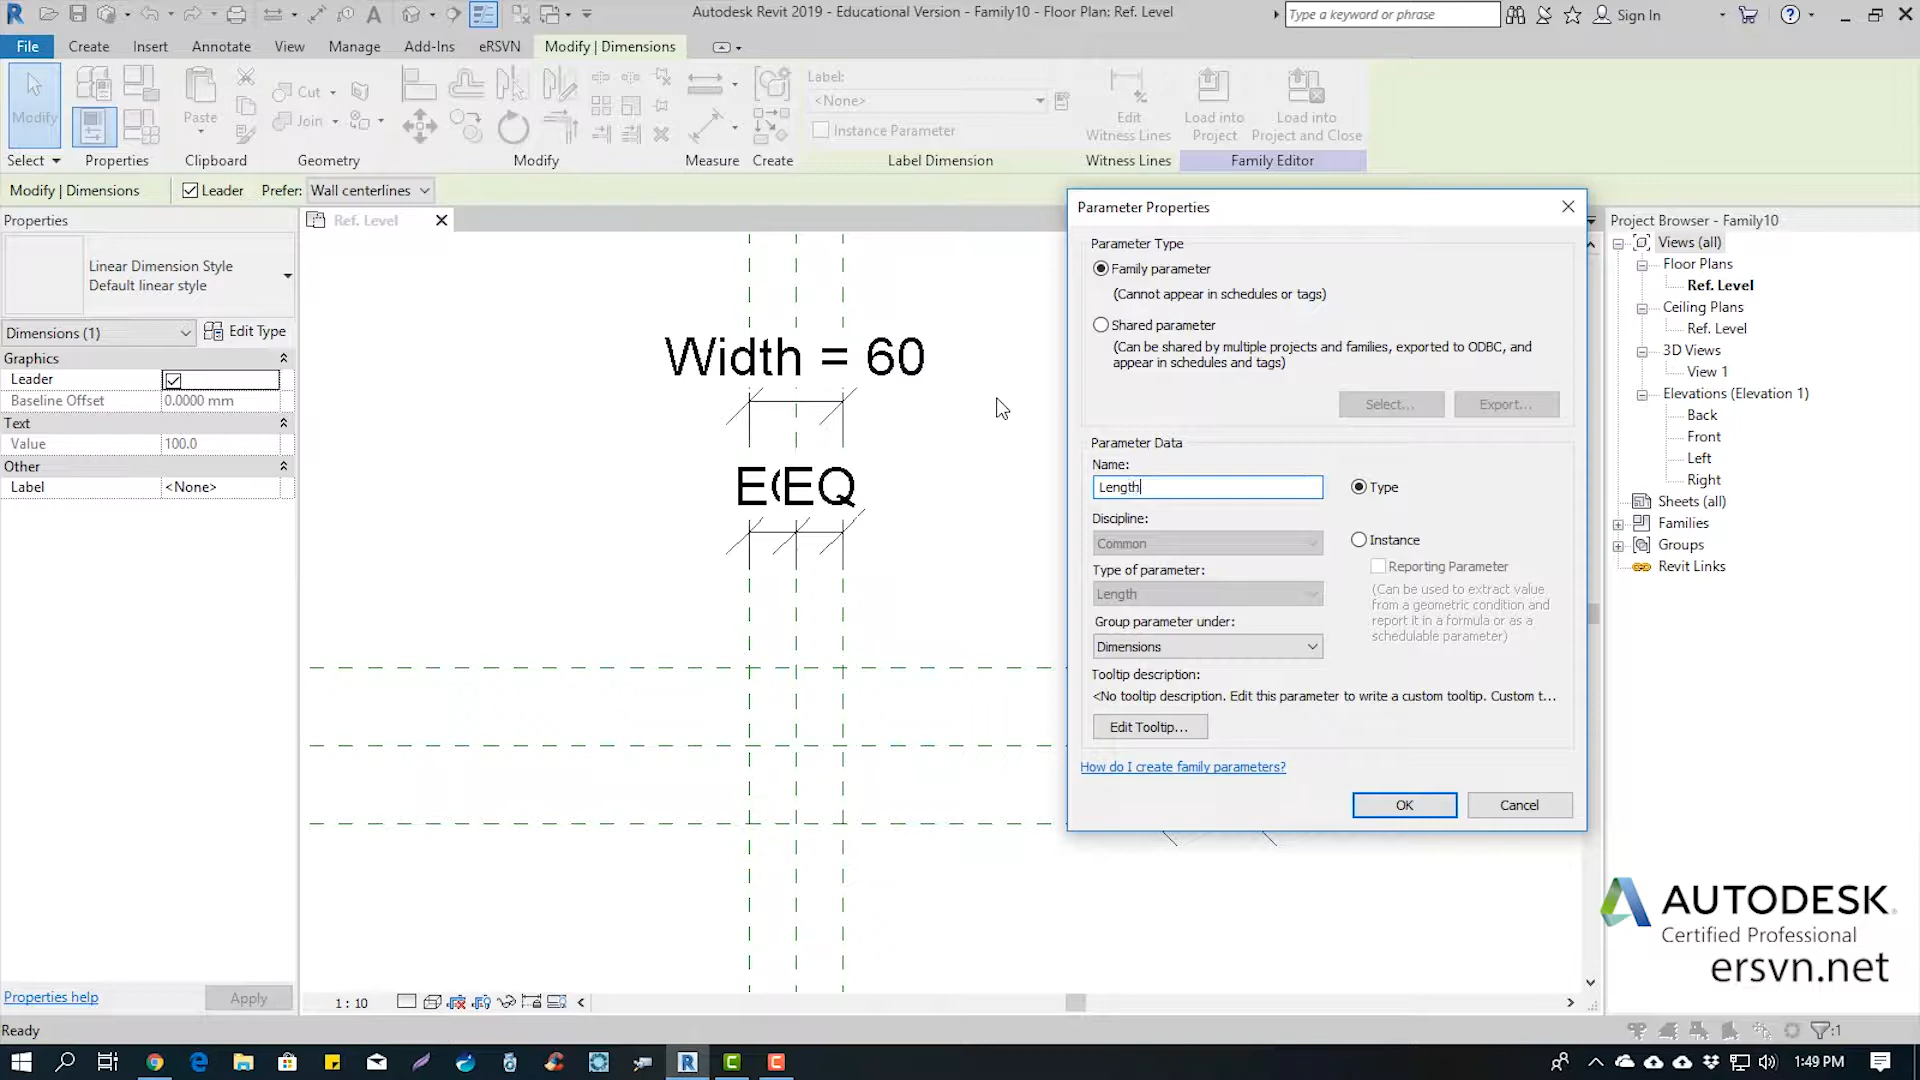 Autodesk Revit 2019 - Educational Version - Family10 - Floor Plan: Ref. Level
Type a keyword or phrase
Sign In
File Create Insert Annotate View Manage Add-Ins eRSVN Modify | Dimensions
Modify
Paste
Cut
Join
Label:
<None>
Instance Parameter
Edit
Witness Lines
Load into
Project
Load into
Project and Close
Select Properties Clipboard Geometry Modify Measure Create Label Dimension Witness Lines Family Editor
Modify | Dimensions Leader Prefer: Wall centerlines
Properties
Linear Dimension Style
Default linear style
Dimensions (1) Edit Type
Graphics
Leader
Baseline Offset 0.0000 mm
Text
Value 100.0
Other
Label <None>
Properties help Apply
Ref. Level
Width = 60
EQ
1 : 10
Parameter Properties
Parameter Type
Family parameter
(Cannot appear in schedules or tags)
Shared parameter
(Can be shared by multiple projects and families, exported to ODBC, and
appear in schedules and tags)
Select... Export...
Parameter Data
Name:
Length
Type
Discipline:
Common
Instance
Reporting Parameter
(Can be used to extract value
from a geometric condition and
report it in a formula or as a
schedulable parameter)
Type of parameter:
Length
Group parameter under:
Dimensions
Tooltip description:
<No tooltip description. Edit this parameter to write a custom tooltip. Custom t...
Edit Tooltip...
How do I create family parameters?
OK Cancel
Project Browser - Family10
Views (all)
Floor Plans
Ref. Level
Ceiling Plans
Ref. Level
3D Views
View 1
Elevations (Elevation 1)
Back
Front
Left
Right
Sheets (all)
Families
Groups
Revit Links
AUTODESK
Certified Professional
ersvn.net
Ready
:1
1:49 PM